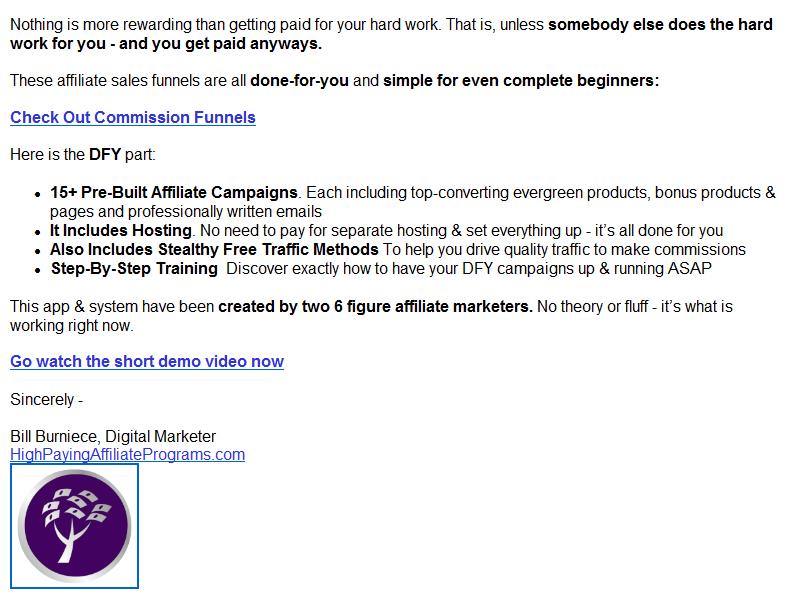 Nothing is more rewarding than getting paid for your hard work. That is, unless somebody else does the hard
work for you - and you get paid anyways.
These affiliate sales funnels are all done-for-you and simple for even complete beginners:
Check Out Commission Funnels
Here is the DFY part:
• 15+ Pre-Built Affiliate Campaigns. Each including top-converting evergreen products, bonus products &
pages and professionally written emails
• It Includes Hosting. No need to pay for separate hosting & set everything up - it's all done for you
• Also Includes Stealthy Free Traffic Methods To help you drive quality traffic to make commissions
• Step-By-Step Training  Discover exactly how to have your DFY campaigns up & running ASAP
This app & system have been created by two 6 figure affiliate marketers. No theory or fluff - it's what is
working right now.
Go watch the short demo video now
Sincerely -
Bill Burniece, Digital Marketer
HighPayingAffiliatePrograms.com